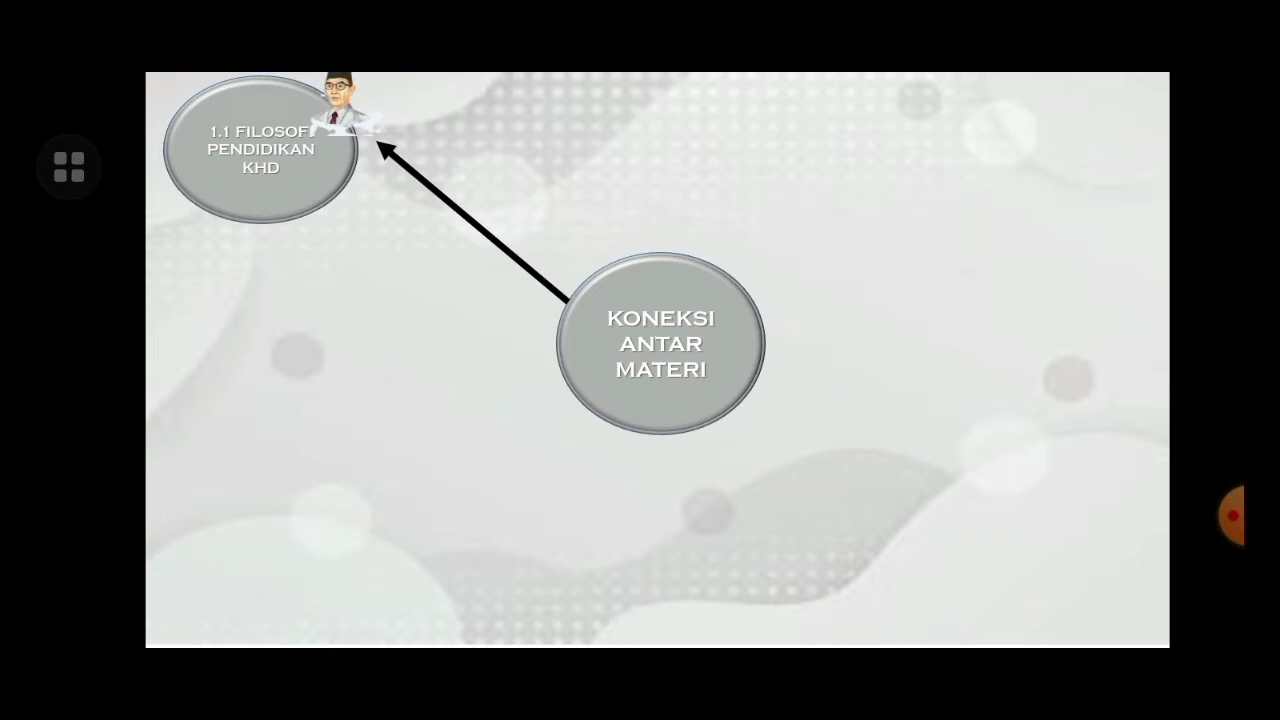 1.1 FILOSOFI
PENDIDIKAN
KHD
KONEKSI
ANTAR
MATERI